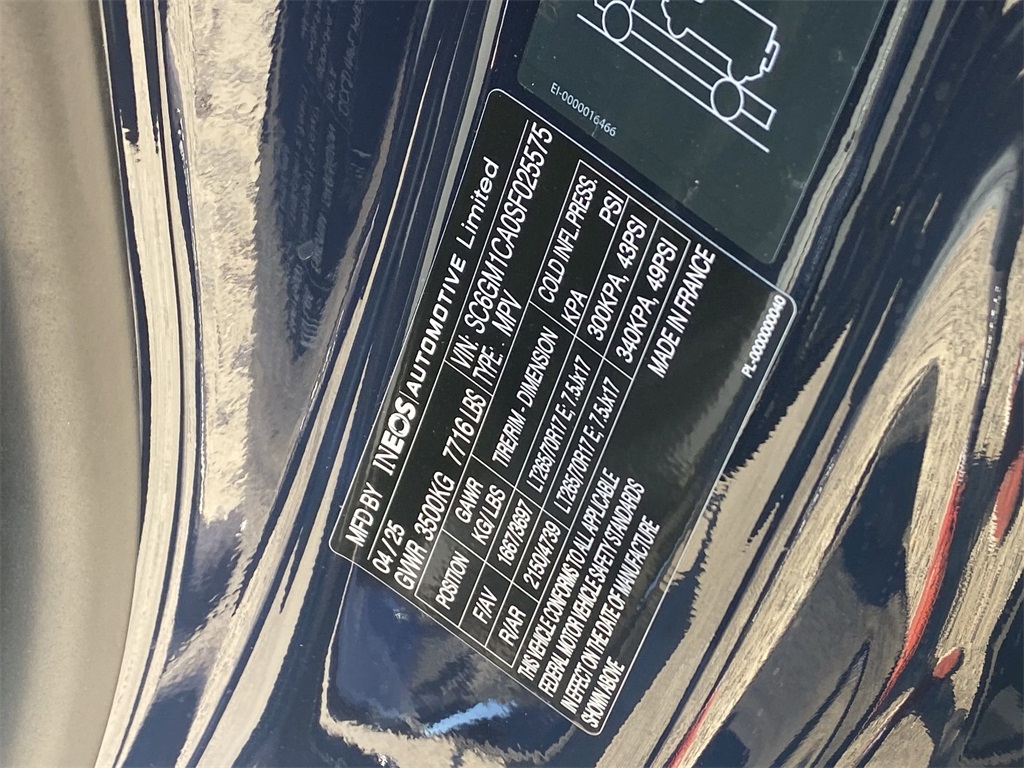 MFD BY INEOS AUTOMOTIVE Limited
04/25 VIN: SC6GM1CA0SF025575
GVWR 3500KG 7716 LBS TYPE: MPV
POSITION GAWR KG/LBS TIRE/RIM - DIMENSION COLD INFL.PRESS. KPA PSI
F/AV 1667/3697 LT265/70R17 E, 7.5Jx17 300KPA, 43PSI
R/AR 2150/4739 LT265/70R17 E; 7.5Jx17 340KPA, 49PSI
THIS VEHICLE CONFORMS TO ALL APPLICABLE
FEDERAL MOTOR VEHICLE SAFETY STANDARDS
IN EFFECT ON THE DATE OF MANUFACTURE
SHOWN ABOVE
MADE IN FRANCE
PL-0000000040
EI-0000016466